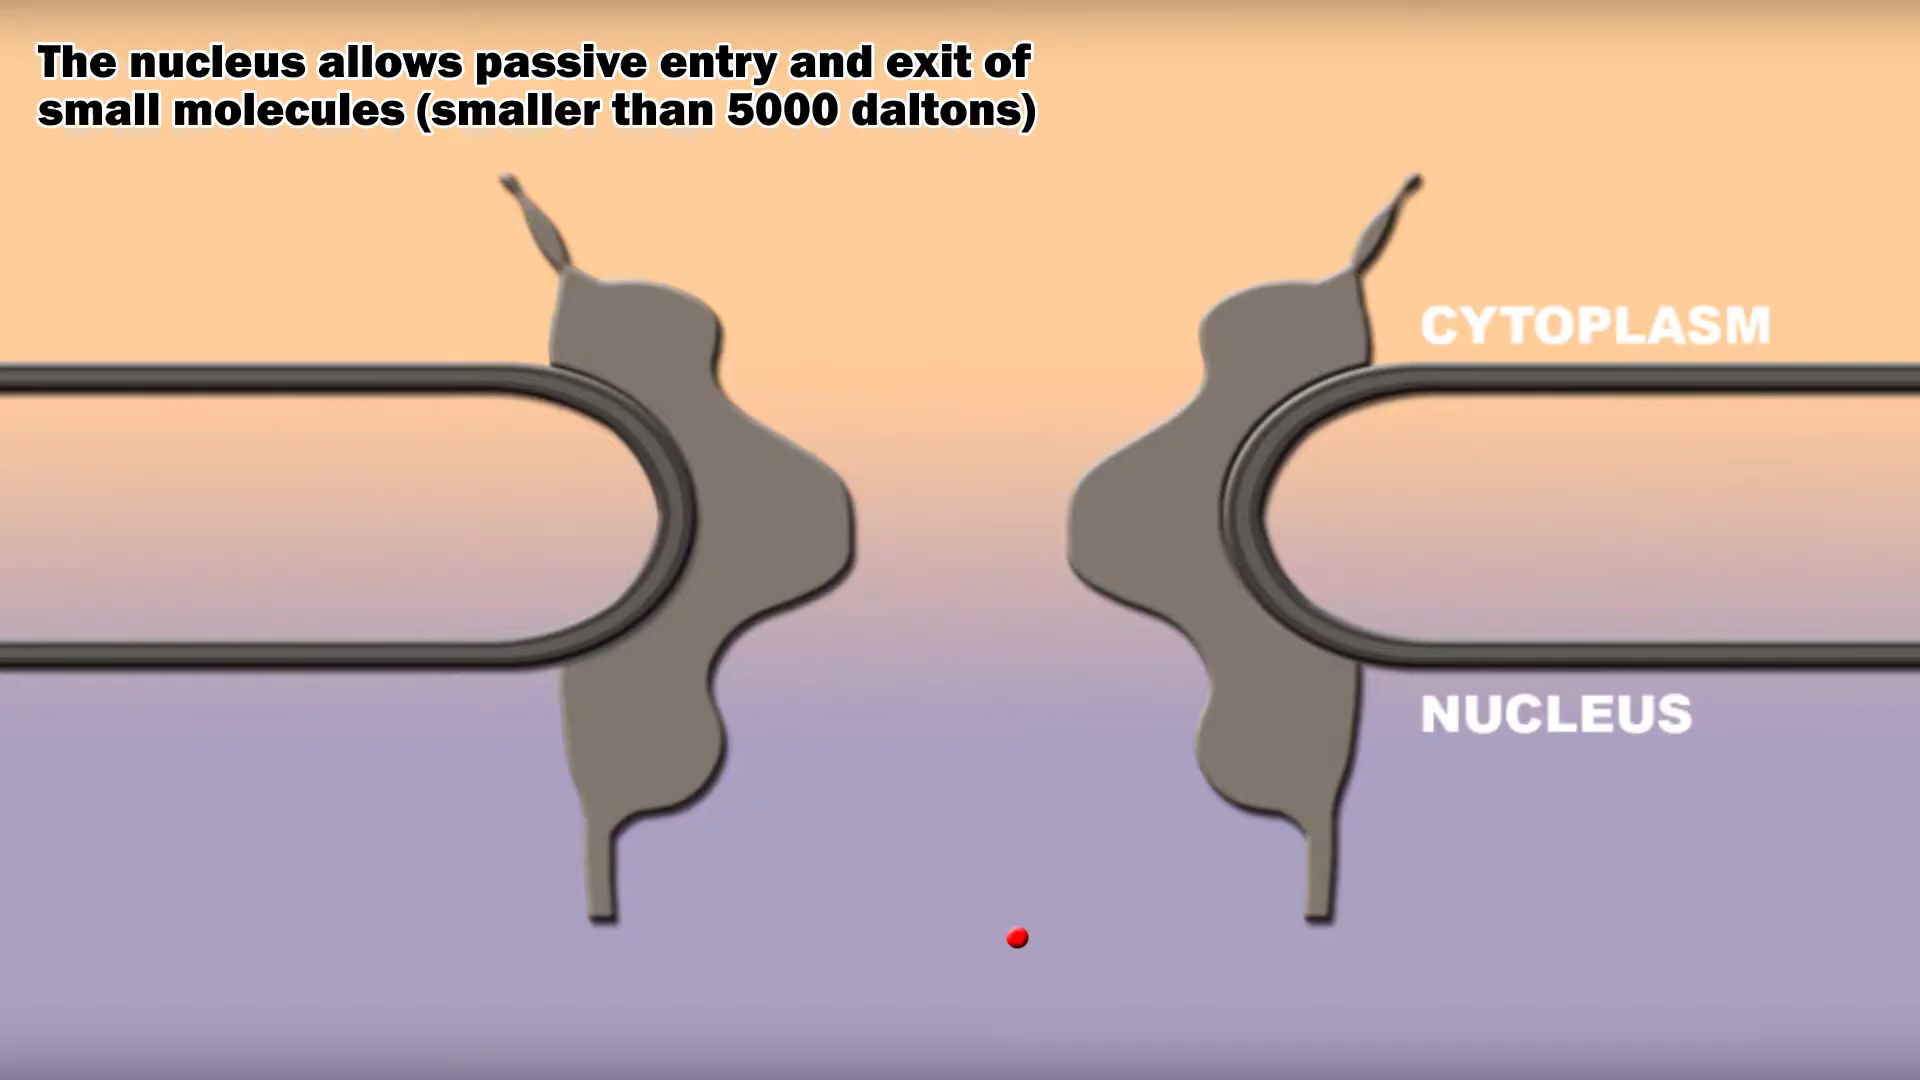 The nucleus allows passive entry and exit of
small molecules (smaller than 5000 daltons)
CYTOPLASM
NUCLEUS